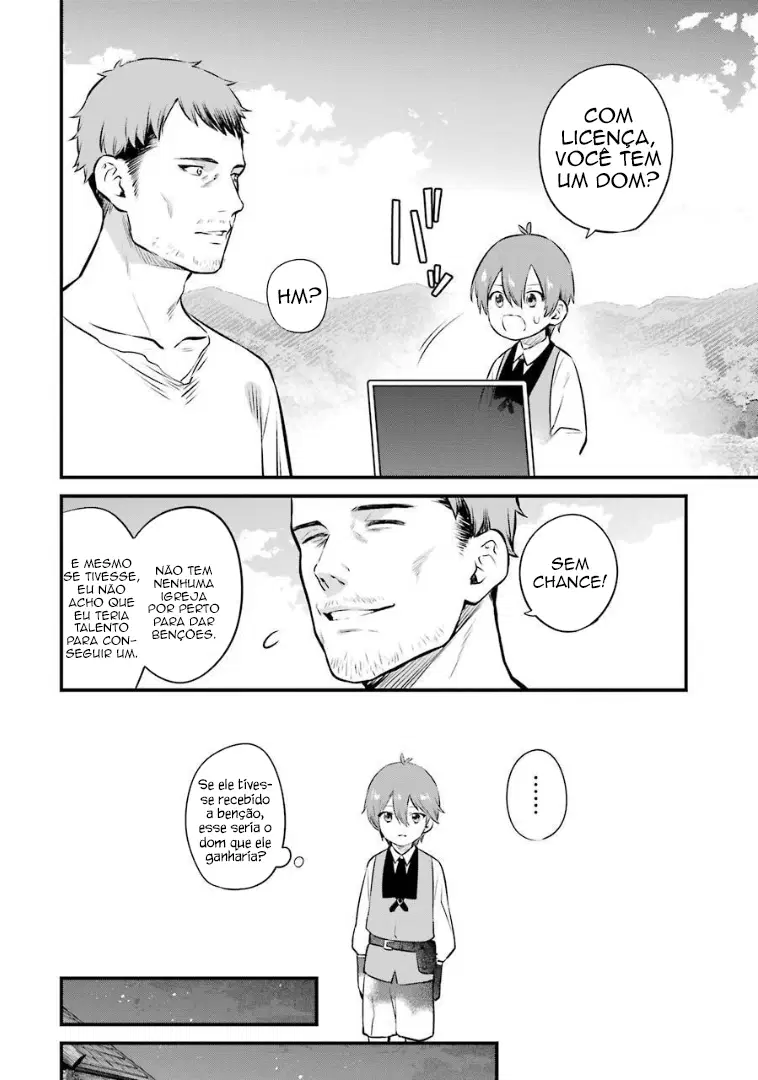 COM
LICENÇA,
VOCÊ TEM
UM DOM?
HM?
SEM
CHANCE!
NÃO TEM
NENHUMA
IGREJA
POR PERTO
PARA DAR
BENÇÕES.
E MESMO
SE TIVESSE,
EU NÃO
ACHO QUE
EU TERIA
TALENTO
PARA CON-
SEGUIR UM.
......
Se ele tives-
se recebido
a benção,
esse seria o
dom que ele
ganharia?